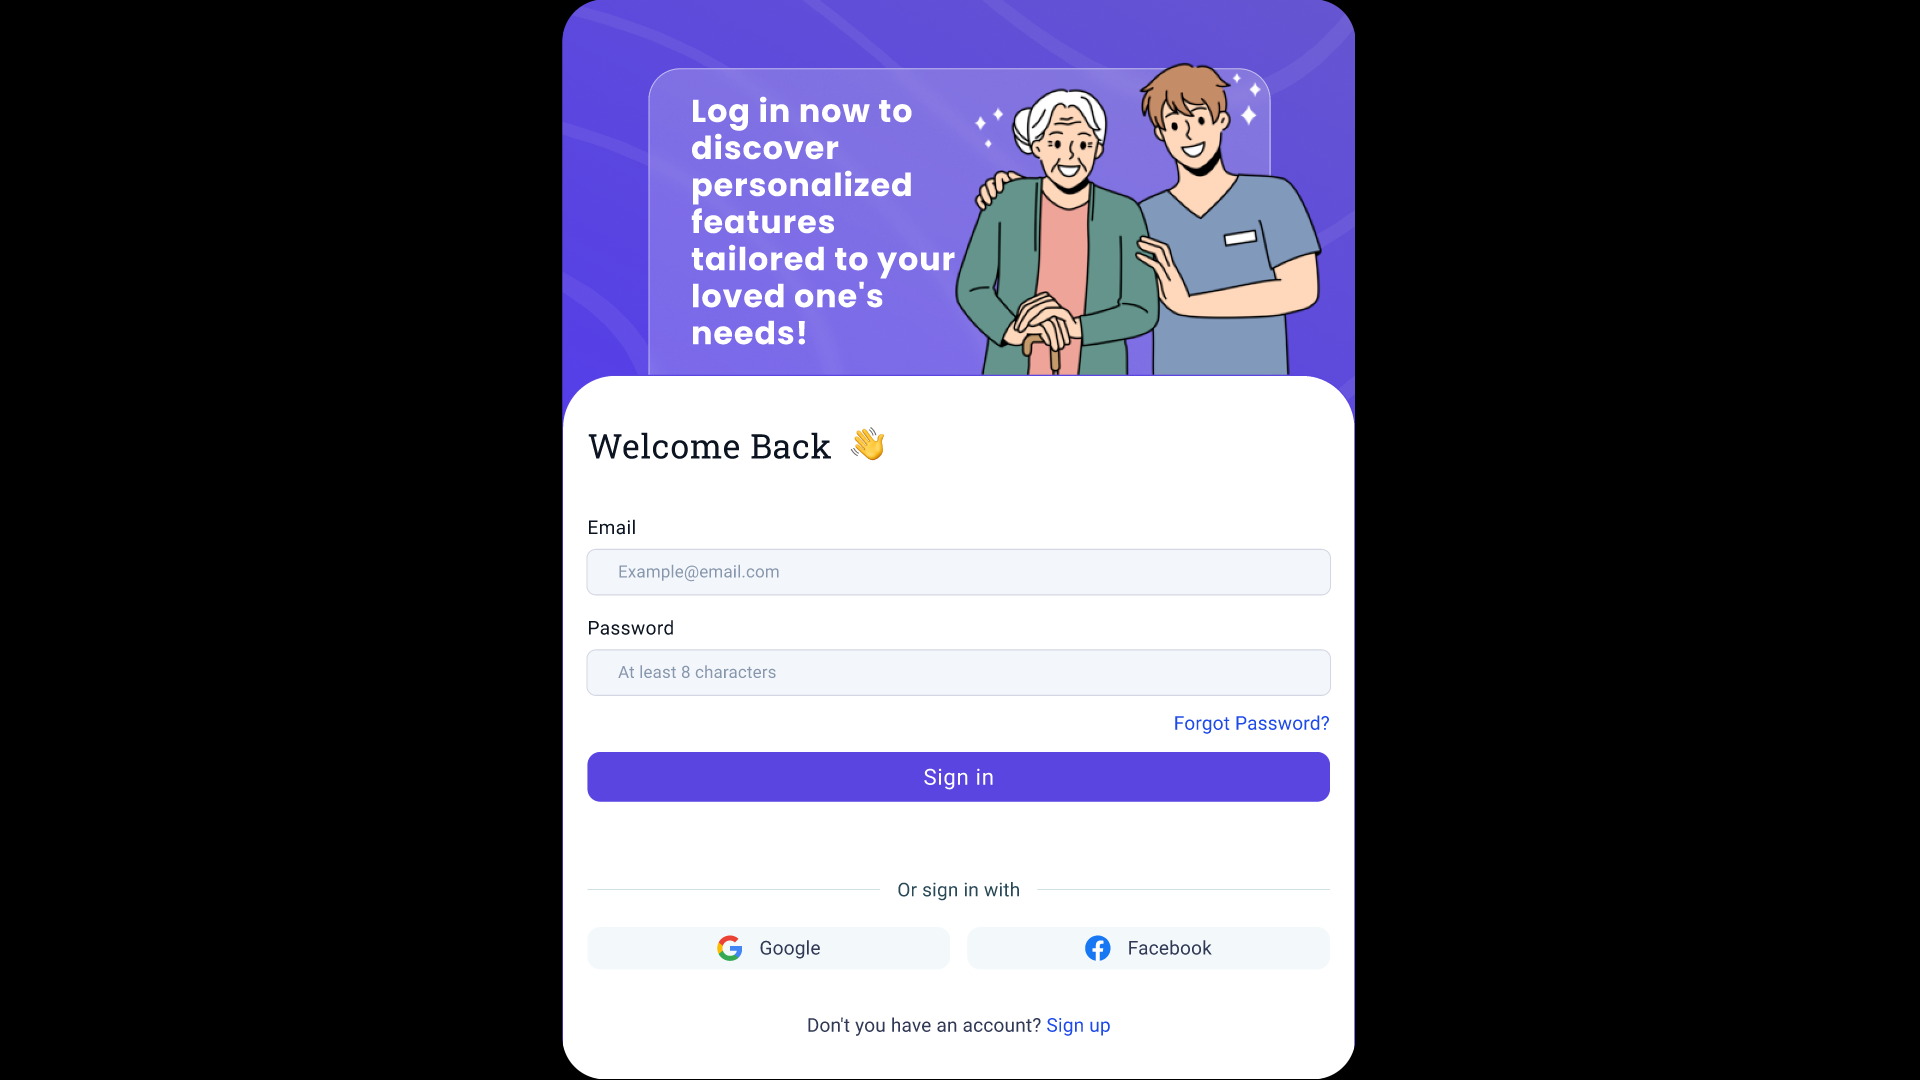 Log in now to
discover
personalized
features
tailored to your
loved one's
needs!
Welcome Back 👋
Email
Example@email.com
Password
At least 8 characters
Forgot Password?
Sign in
Or sign in with
Google
Facebook
Don't you have an account? Sign up